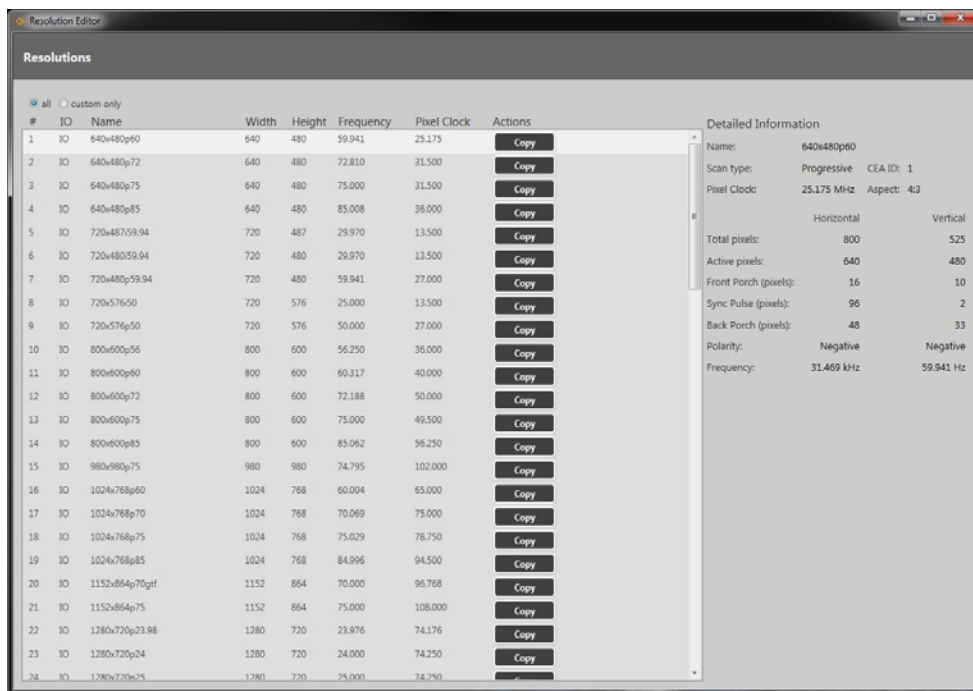 Resolution Editor
Resolutions
all custom only
# IO Name Width Height Frequency Pixel Clock Actions
1 IO 640x480p60 640 480 59.941 25.175 Copy
2 IO 640x480p72 640 480 72.810 31.500 Copy
3 IO 640x480p75 640 480 75.000 31.500 Copy
4 IO 640x480p85 640 480 85.008 36.000 Copy
5 IO 720x487i59.94 720 487 29.970 13.500 Copy
6 IO 720x480i59.94 720 480 29.970 13.500 Copy
7 IO 720x480p59.94 720 480 59.941 27.000 Copy
8 IO 720x576i50 720 576 25.000 13.500 Copy
9 IO 720x576p50 720 576 50.000 27.000 Copy
10 IO 800x600p56 800 600 56.250 36.000 Copy
11 IO 800x600p60 800 600 60.317 40.000 Copy
12 IO 800x600p72 800 600 72.188 50.000 Copy
13 IO 800x600p75 800 600 75.000 49.500 Copy
14 IO 800x600p85 800 600 85.062 56.250 Copy
15 IO 980x980p75 980 980 74.795 102.000 Copy
16 IO 1024x768p60 1024 768 60.004 65.000 Copy
17 IO 1024x768p70 1024 768 70.069 75.000 Copy
18 IO 1024x768p75 1024 768 75.029 78.750 Copy
19 IO 1024x768p85 1024 768 84.996 94.500 Copy
20 IO 1152x864p70gtf 1152 864 70.000 96.768 Copy
21 IO 1152x864p75 1152 864 75.000 108.000 Copy
22 IO 1280x720p23.98 1280 720 23.976 74.176 Copy
23 IO 1280x720p24 1280 720 24.000 74.250 Copy
24 IO 1280x720p25 1280 720 25.000 74.250
Detailed Information
Name: 640x480p60
Scan type: Progressive CEA ID: 1
Pixel Clock: 25.175 MHz Aspect: 4:3
Horizontal Vertical
Total pixels: 800 525
Active pixels: 640 480
Front Porch (pixels): 16 10
Sync Pulse (pixels): 96 2
Back Porch (pixels): 48 33
Polarity: Negative Negative
Frequency: 31.469 kHz 59.941 Hz